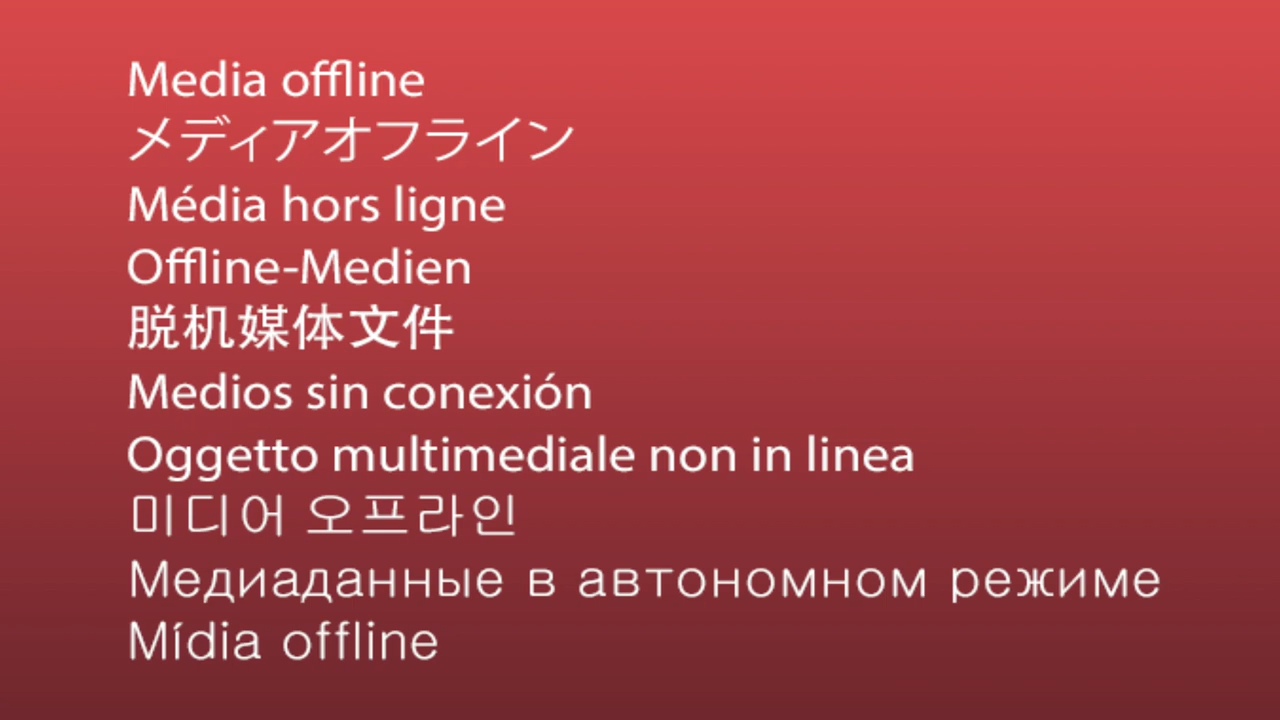 Media offline
メディアオフライン
Média hors ligne
Offline-Medien
脱机媒体文件
Medios sin conexión
Oggetto multimediale non in linea
미디어 오프라인
Медиаданные в автономном режиме
Mídia offline